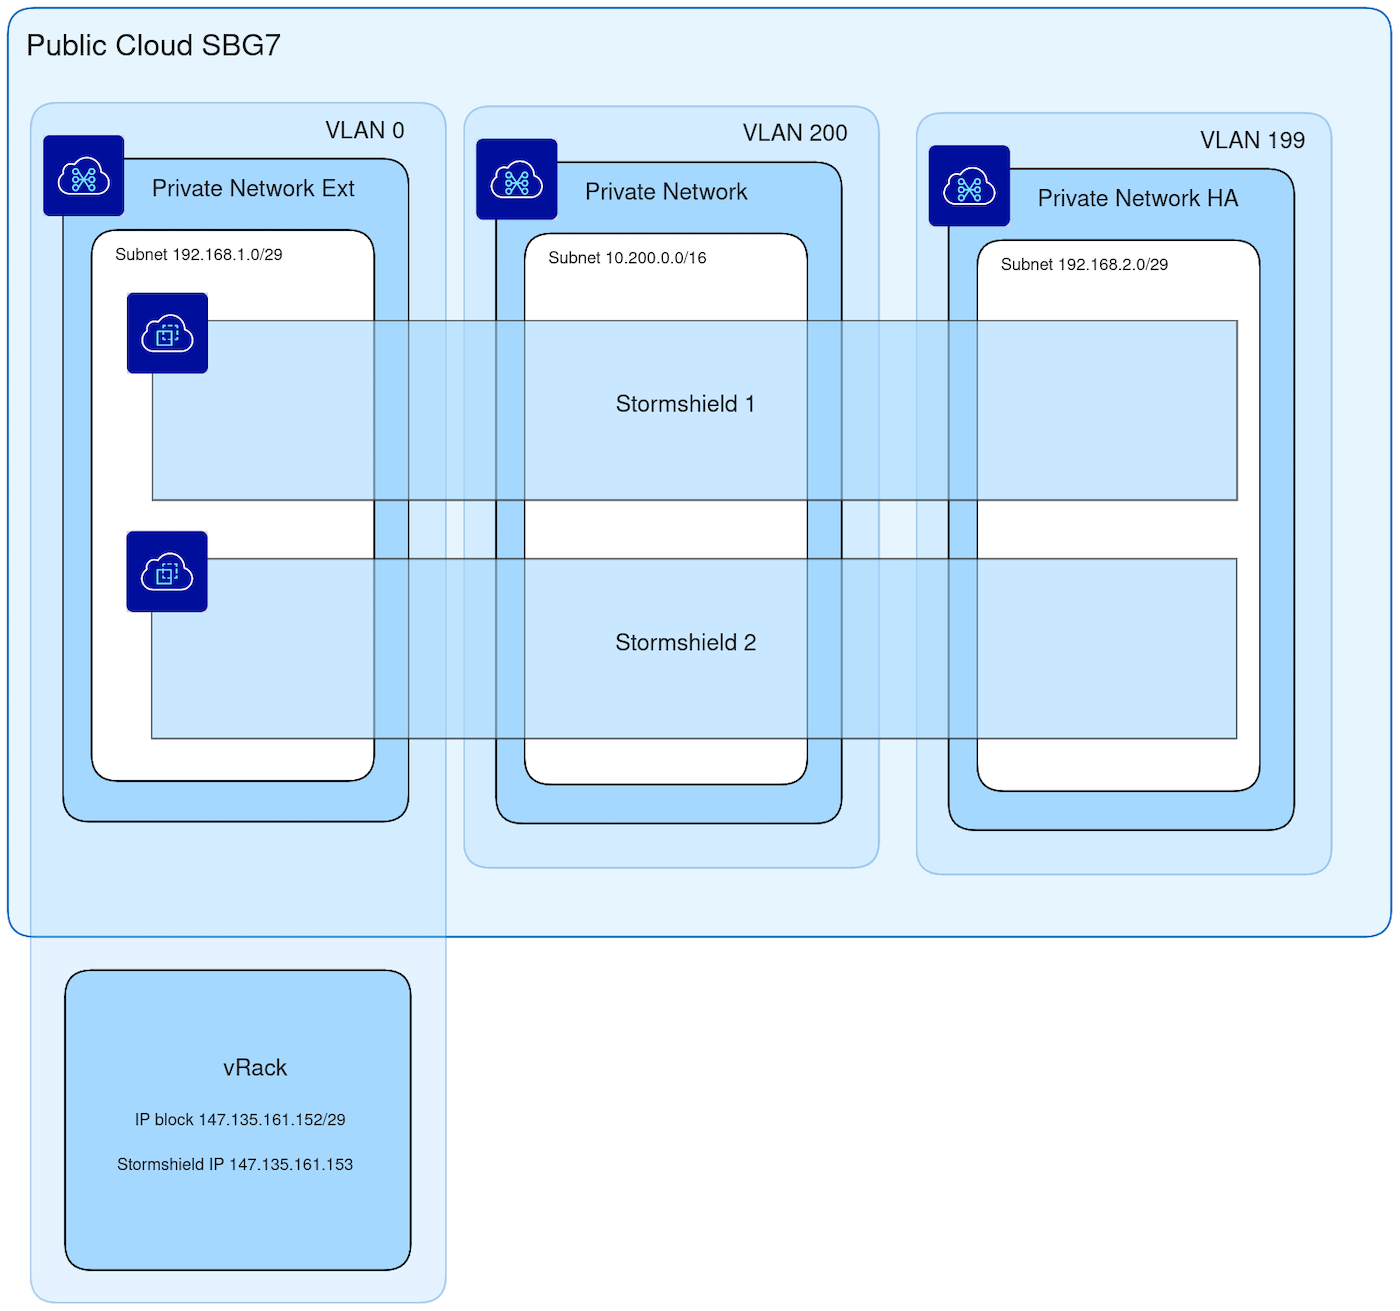 Public Cloud SBG7
VLAN 0
Private Network Ext
Subnet 192.168.1.0/29
VLAN 200
Private Network
Subnet 10.200.0.0/16
VLAN 199
Private Network HA
Subnet 192.168.2.0/29
Stormshield 1
Stormshield 2
vRack
IP block 147.135.161.152/29
Stormshield IP 147.135.161.153